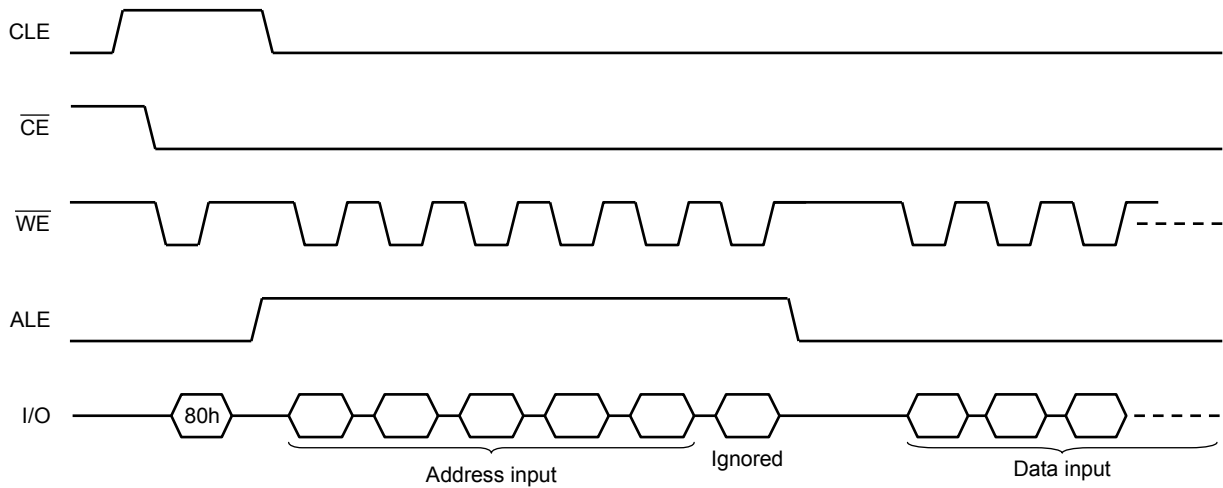 CLE
CE
WE
ALE
I/O
80h
Address input
Ignored
Data input